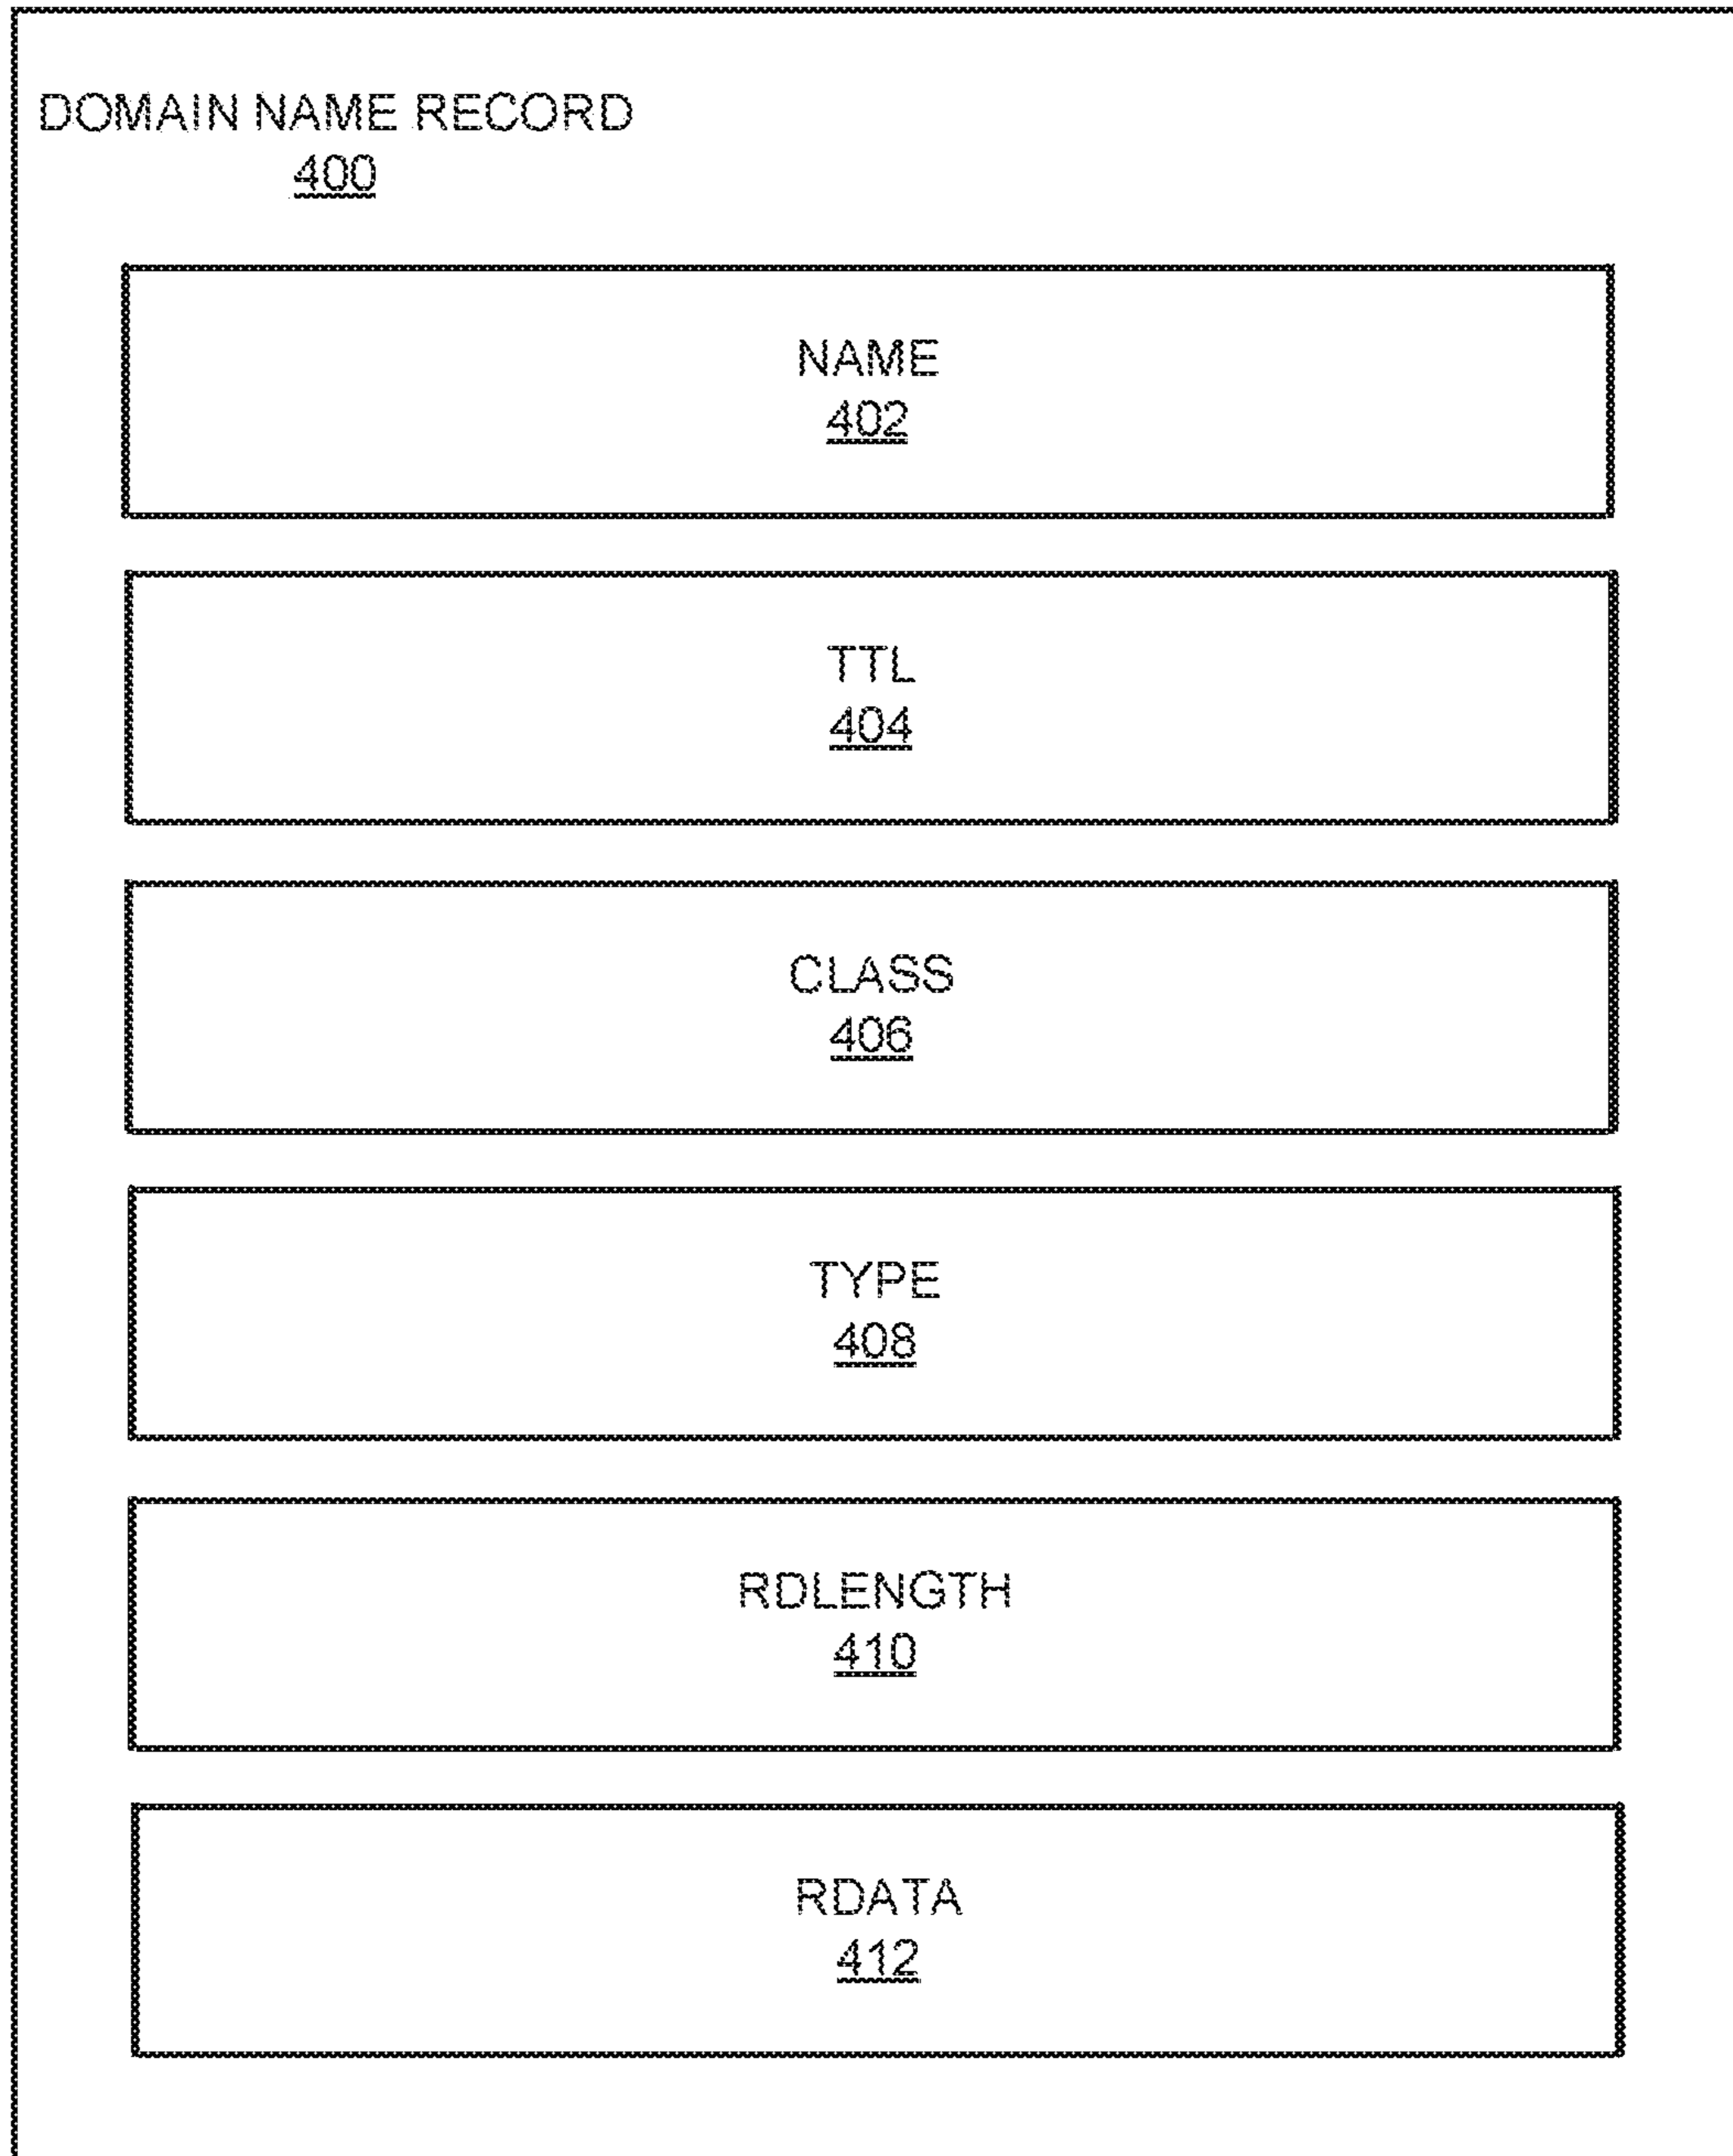 DOMAIN NAME RECORD
400
NAME
402
TTL
404
CLASS
406
TYPE
408
RDLENGTH
410
RDATA
412